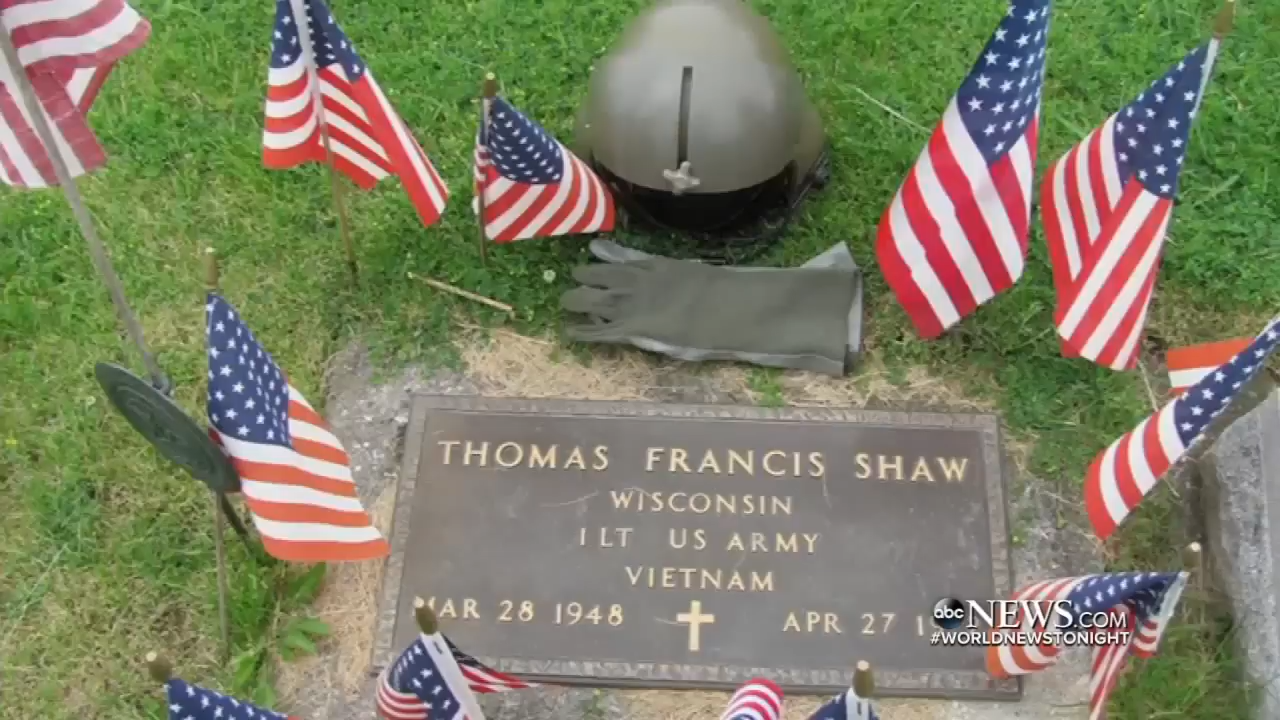 THOMAS FRANCIS SHAW
WISCONSIN
1 LT US ARMY
VIETNAM
MAR 28 1948 APR 27
abc NEWS.COM
#WORLDNEWSTONIGHT